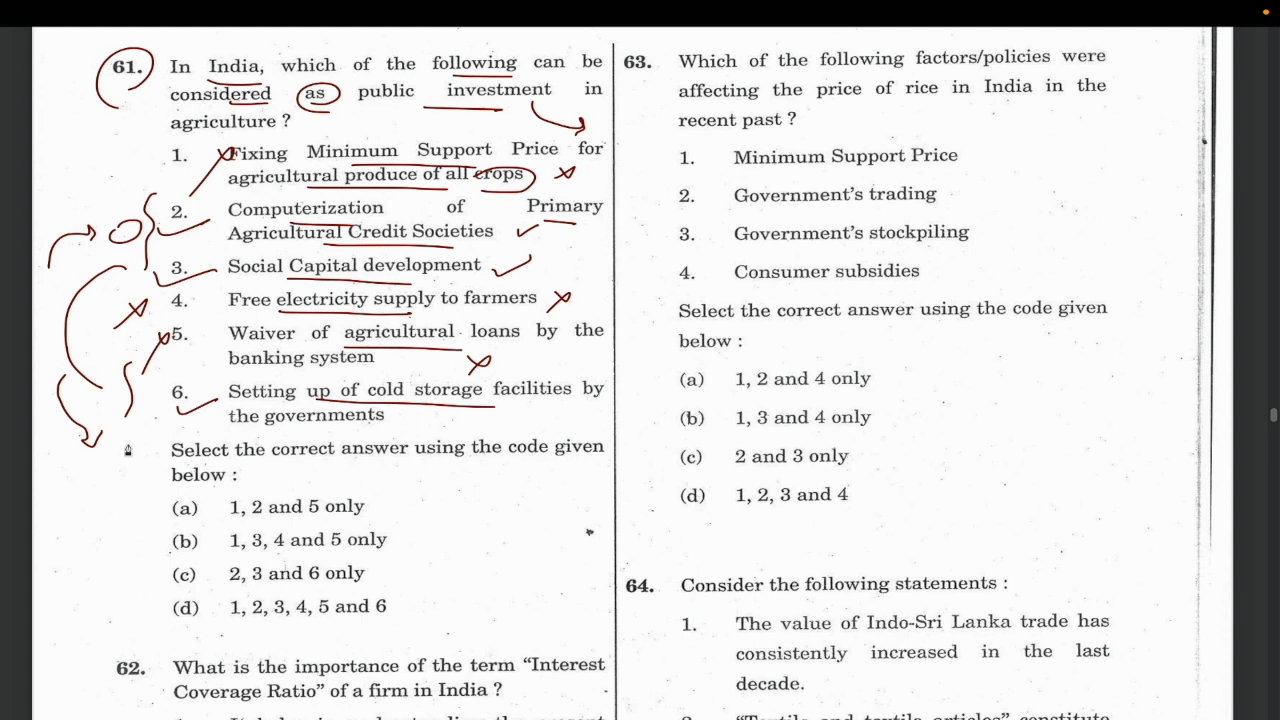 61. In India, which of the following can be
considered as public investment in
agriculture ?
1. Fixing Minimum Support Price for
agricultural produce of all crops
2. Computerization of Primary
Agricultural Credit Societies
3. Social Capital development
4. Free electricity supply to farmers
5. Waiver of agricultural loans by the
banking system
6. Setting up of cold storage facilities by
the governments
Select the correct answer using the code given
below :
(a) 1, 2 and 5 only
(b) 1, 3, 4 and 5 only
(c) 2, 3 and 6 only
(d) 1, 2, 3, 4, 5 and 6
62. What is the importance of the term “Interest
Coverage Ratio” of a firm in India ?
63. Which of the following factors/policies were
affecting the price of rice in India in the
recent past ?
1. Minimum Support Price
2. Government’s trading
3. Government’s stockpiling
4. Consumer subsidies
Select the correct answer using the code given
below :
(a) 1, 2 and 4 only
(b) 1, 3 and 4 only
(c) 2 and 3 only
(d) 1, 2, 3 and 4
64. Consider the following statements :
1. The value of Indo-Sri Lanka trade has
consistently increased in the last
decade.
"Textile and textile articles" constitute